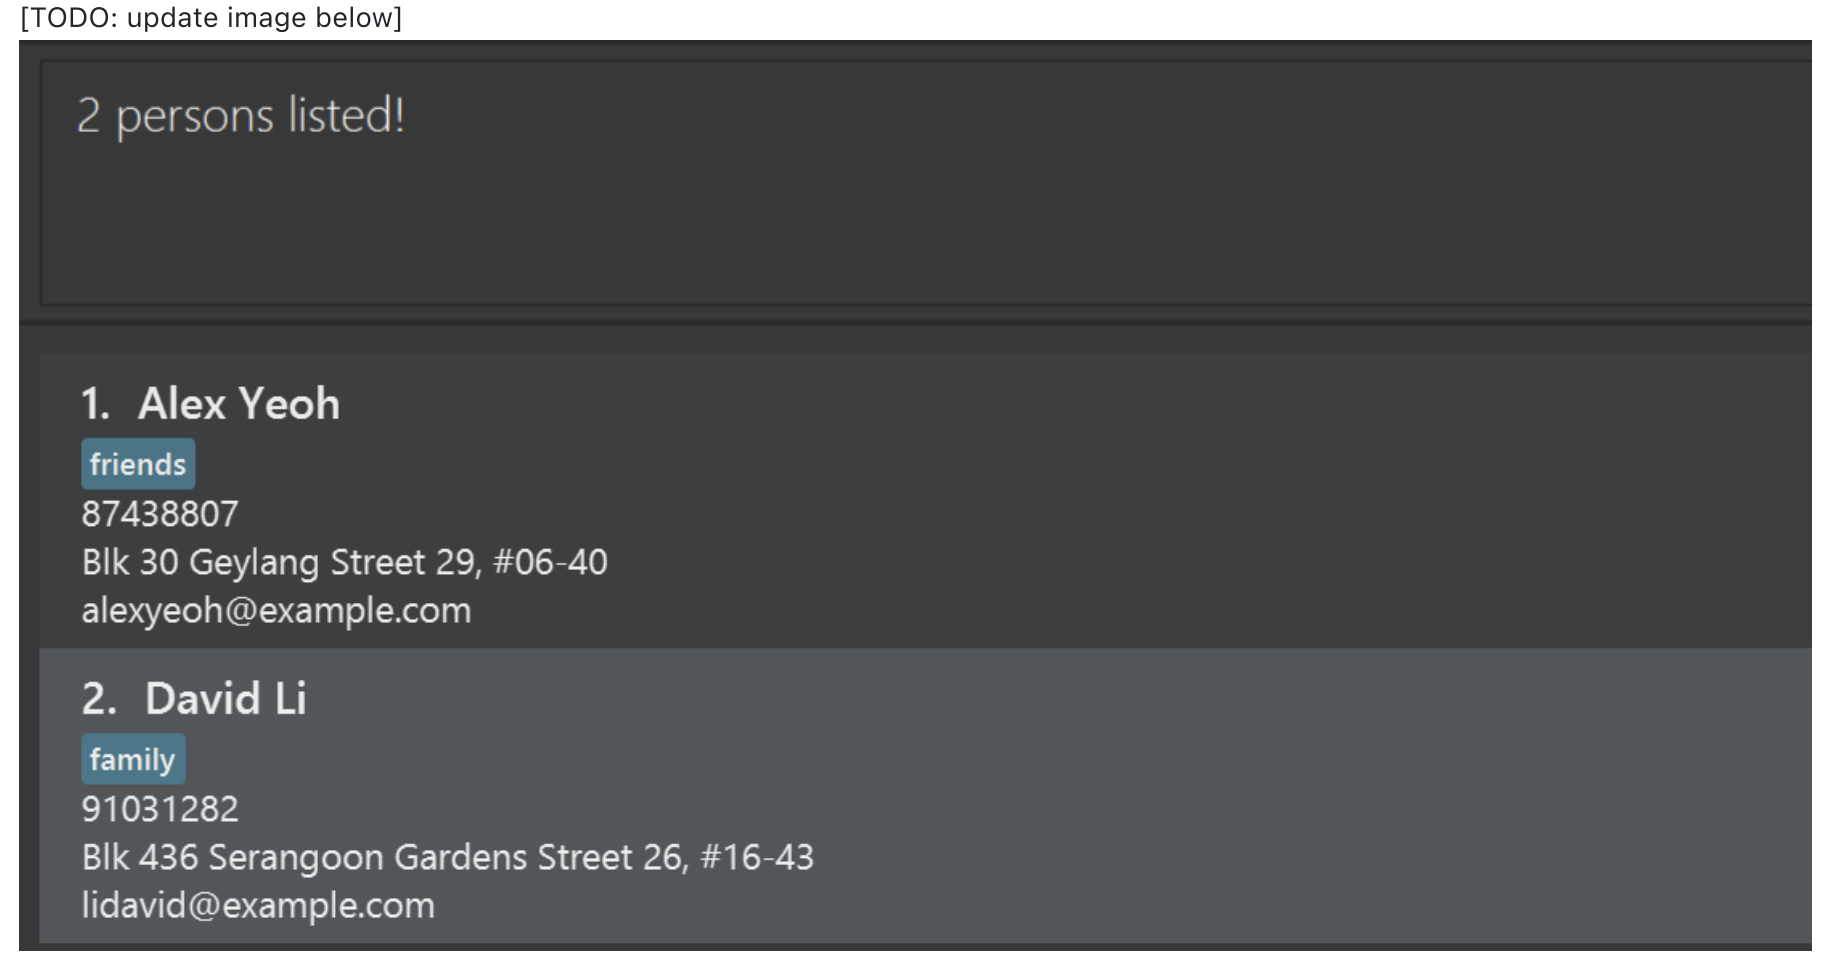 [TODO: update image below]
2 persons listed!
1. Alex Yeoh
friends
87438807
Blk 30 Geylang Street 29, #06-40
alexyeoh@example.com
2. David Li
family
91031282
Blk 436 Serangoon Gardens Street 26, #16-43
lidavid@example.com